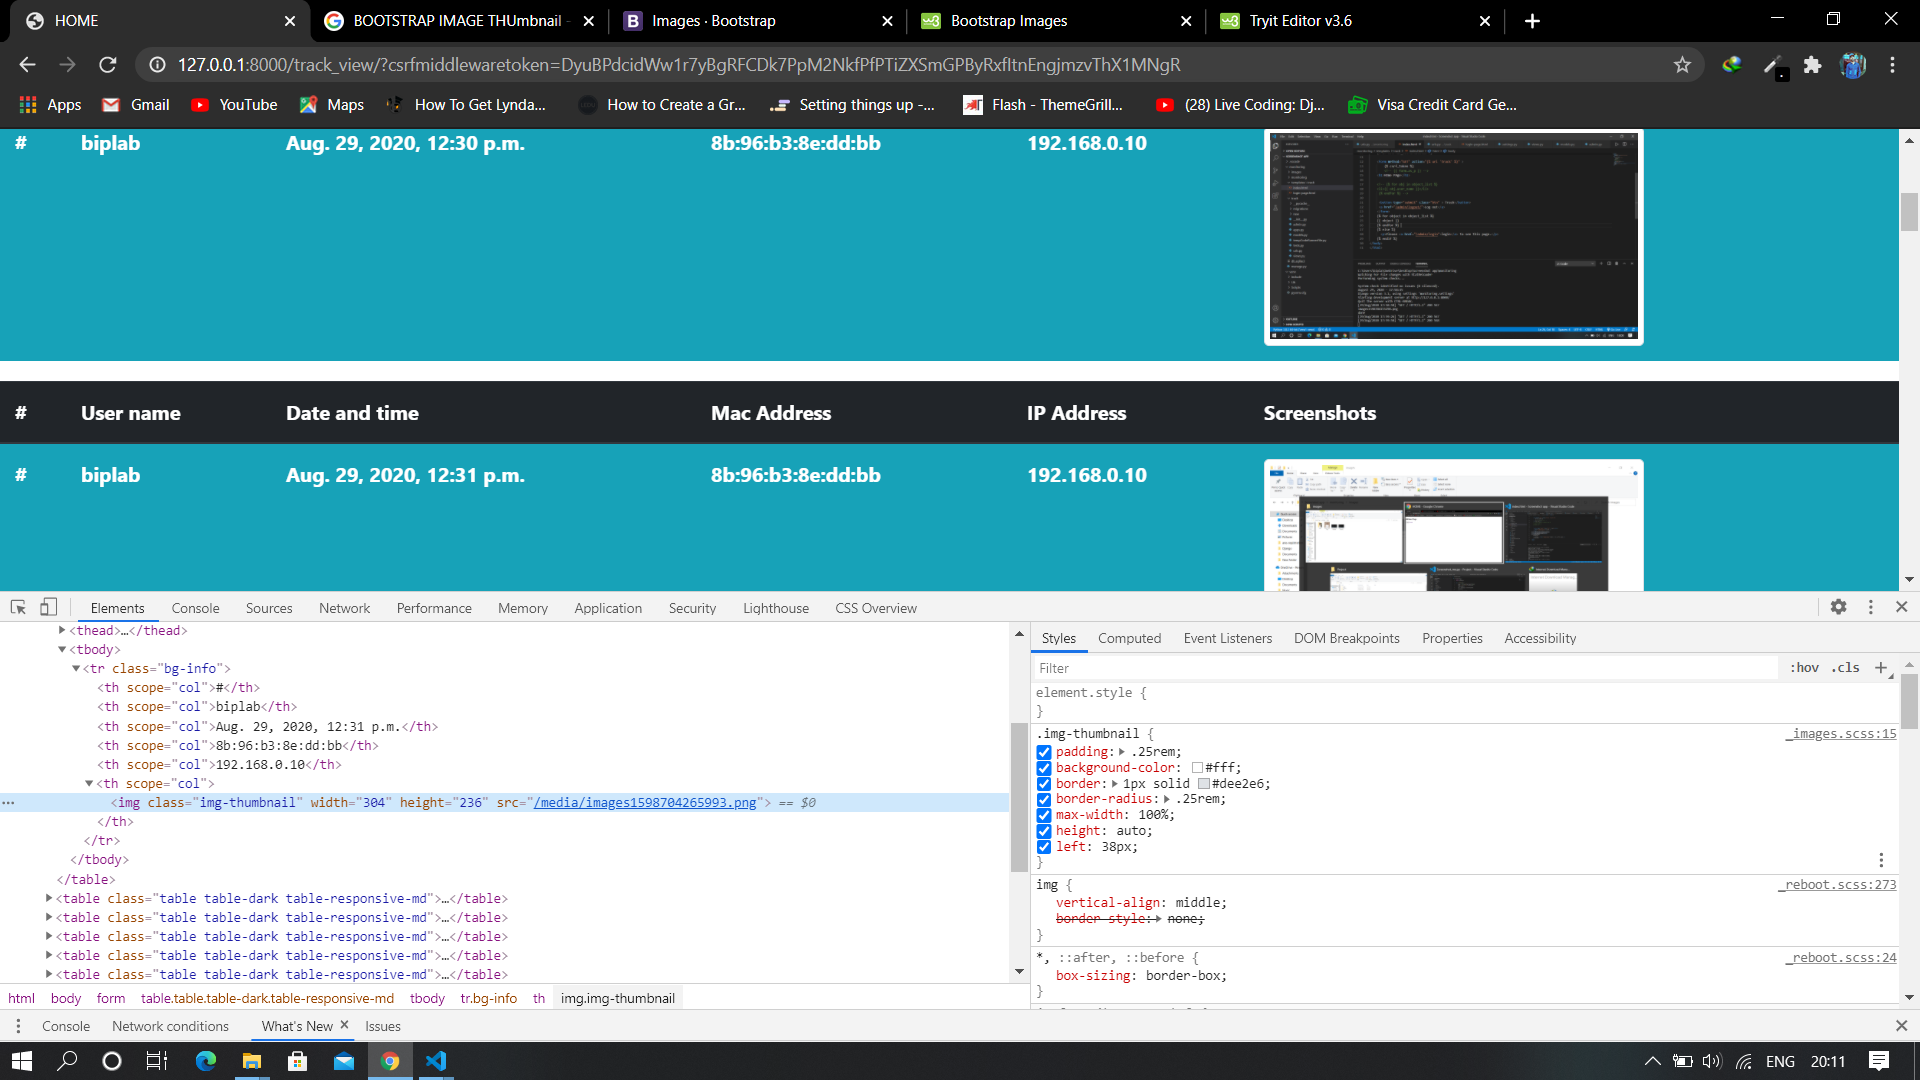 HOME
BOOTSTRAP IMAGE THUmbnail -
Images · Bootstrap
Bootstrap Images
Tryit Editor v3.6
127.0.0.1:8000/track_view/?csrfmiddlewaretoken=DyuBPdcidWw1r7yBgRFCDk7PpM2NkfPfPTiZXSmGPByRxfltnEngjmzvThX1MNgR
Apps
Gmail
YouTube
Maps
How To Get Lynda...
How to Create a Gr...
Setting things up -...
Flash - ThemeGrill...
(28) Live Coding: Dj...
Visa Credit Card Ge...
# biplab Aug. 29, 2020, 12:30 p.m. 8b:96:b3:8e:dd:bb 192.168.0.10
# User name Date and time Mac Address IP Address Screenshots
# biplab Aug. 29, 2020, 12:31 p.m. 8b:96:b3:8e:dd:bb 192.168.0.10
Elements Console Sources Network Performance Memory Application Security Lighthouse CSS Overview
<thead>…</thead>
<tbody>
<tr class="bg-info">
<th scope="col">#</th>
<th scope="col">biplab</th>
<th scope="col">Aug. 29, 2020, 12:31 p.m.</th>
<th scope="col">8b:96:b3:8e:dd:bb</th>
<th scope="col">192.168.0.10</th>
<th scope="col">
<img class="img-thumbnail" width="304" height="236" src="/media/images1598704265993.png"> == $0
</th>
</tr>
</tbody>
</table>
<table class="table table-dark table-responsive-md">…</table>
<table class="table table-dark table-responsive-md">…</table>
<table class="table table-dark table-responsive-md">…</table>
<table class="table table-dark table-responsive-md">…</table>
<table class="table table-dark table-responsive-md">…</table>
html body form table.table.table-dark.table-responsive-md tbody tr.bg-info th img.img-thumbnail
Styles Computed Event Listeners DOM Breakpoints Properties Accessibility
Filter :hov .cls +
element.style {
}
.img-thumbnail { _images.scss:15
padding: .25rem;
background-color: #fff;
border: 1px solid #dee2e6;
border-radius: .25rem;
max-width: 100%;
height: auto;
left: 38px;
}
img { _reboot.scss:273
vertical-align: middle;
border-style: none;
}
*, ::after, ::before { _reboot.scss:24
box-sizing: border-box;
}
Console Network conditions What's New Issues
ENG 20:11